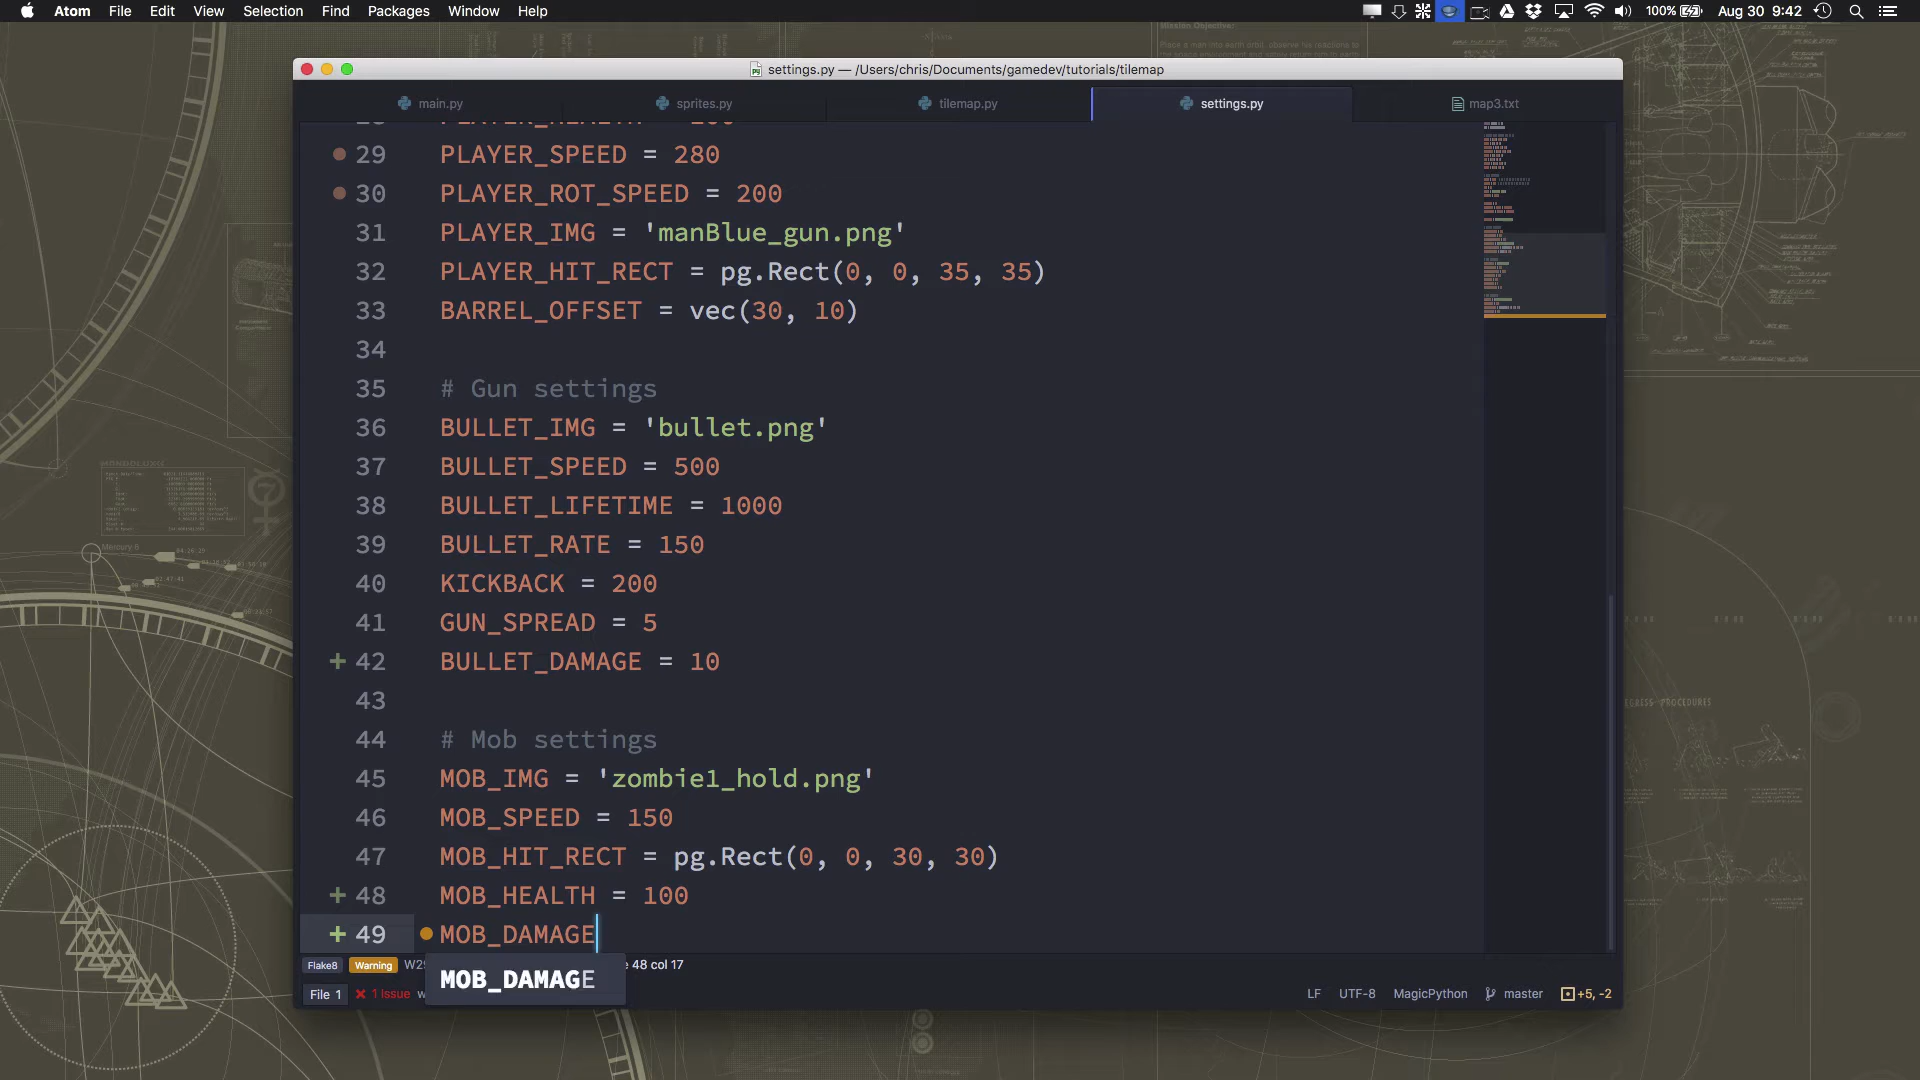 Atom File Edit View Selection Find Packages Window Help 100% Aug 30 9:42
settings.py — /Users/chris/Documents/gamedev/tutorials/tilemap
main.py sprites.py tilemap.py settings.py map3.txt
29 PLAYER_SPEED = 280
30 PLAYER_ROT_SPEED = 200
31 PLAYER_IMG = 'manBlue_gun.png'
32 PLAYER_HIT_RECT = pg.Rect(0, 0, 35, 35)
33 BARREL_OFFSET = vec(30, 10)
34
35 # Gun settings
36 BULLET_IMG = 'bullet.png'
37 BULLET_SPEED = 500
38 BULLET_LIFETIME = 1000
39 BULLET_RATE = 150
40 KICKBACK = 200
41 GUN_SPREAD = 5
+ 42 BULLET_DAMAGE = 10
43
44 # Mob settings
45 MOB_IMG = 'zombie1_hold.png'
46 MOB_SPEED = 150
47 MOB_HIT_RECT = pg.Rect(0, 0, 30, 30)
+ 48 MOB_HEALTH = 100
+ 49 MOB_DAMAGE
Flake8 Warning W29 48 col 17
MOB_DAMAGE
File 1 1 issue w LF UTF-8 MagicPython master +5, -2
Mission Objective:
Mercury 6